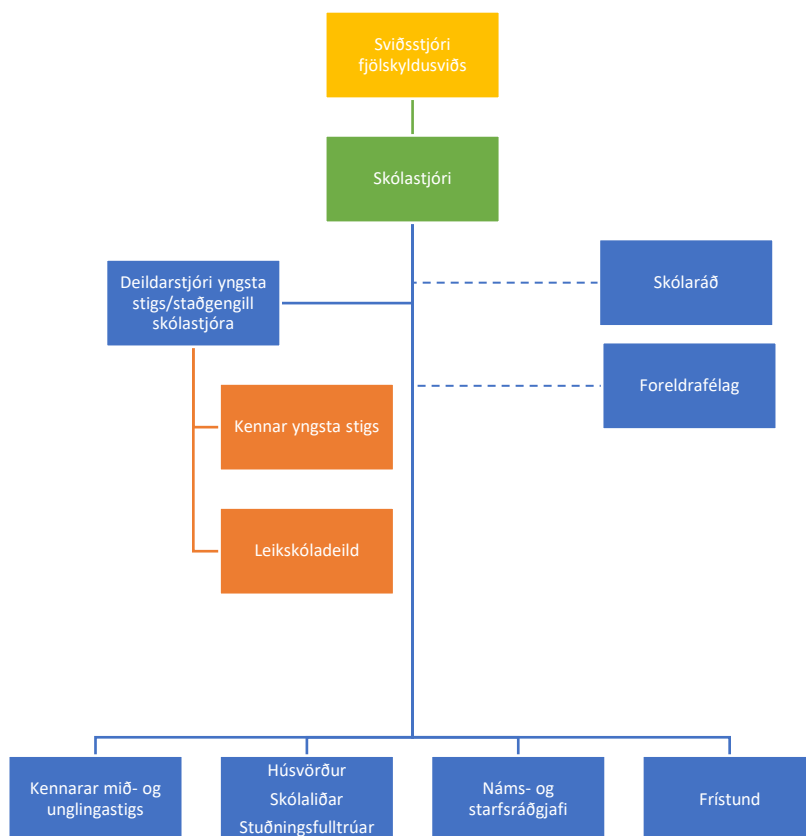 Sviðsstjóri
fjölskyldusviðs
Skólastjóri
Deildarstjóri yngsta
stigs/staðgengill
skólastjóra
Skólaráð
Foreldrafélag
Kennar yngsta stigs
Leikskóladeild
Kennarar mið- og
unglingastigs
Húsvörður
Skólaliðar
Stuðningsfulltrúar
Náms- og
starfsráðgjafi
Frístund